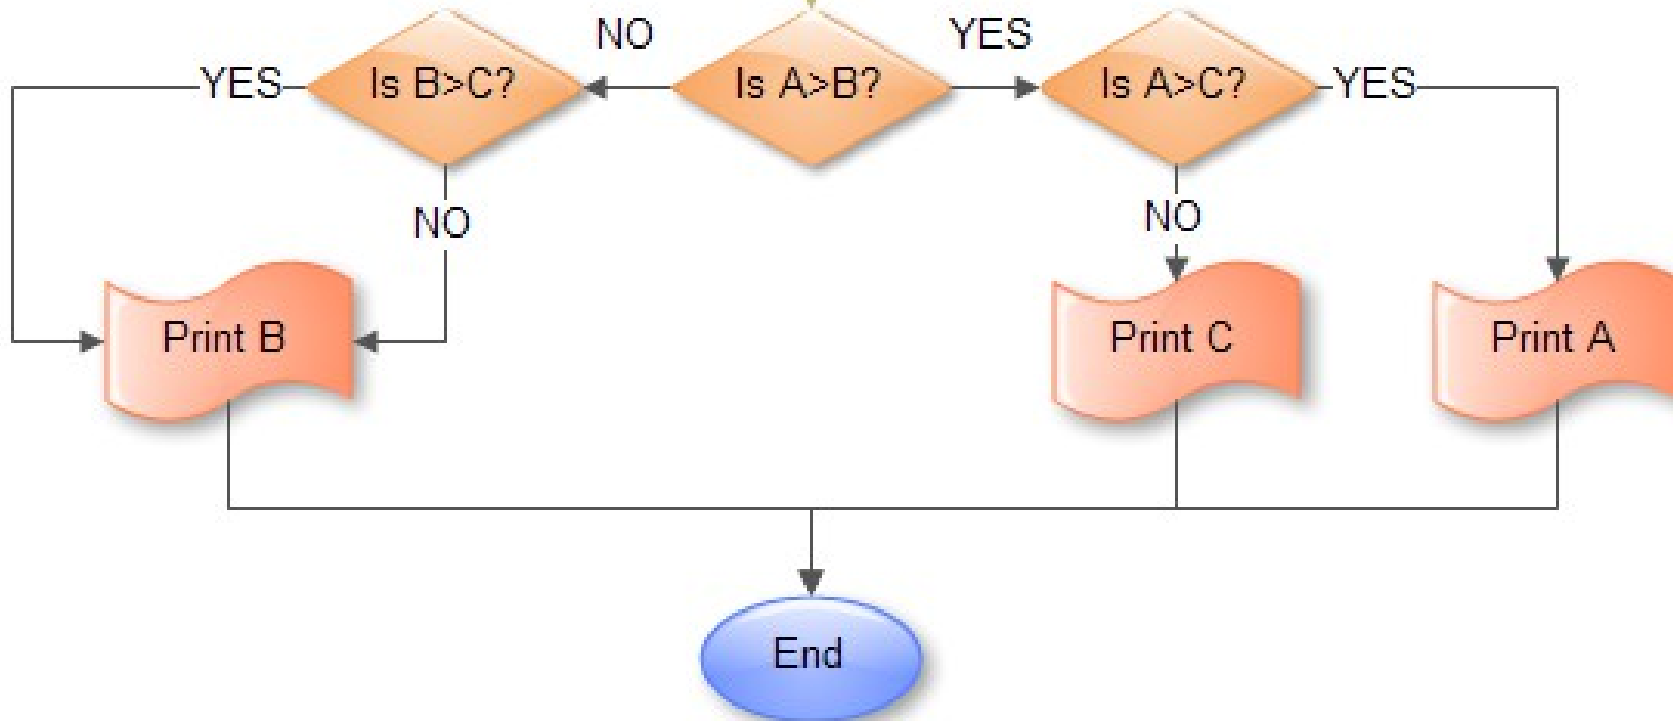 NO
YES
YES
Is B>C?
Is A>B?
Is A>C?
YES
NO
NO
Print B
Print C
Print A
End